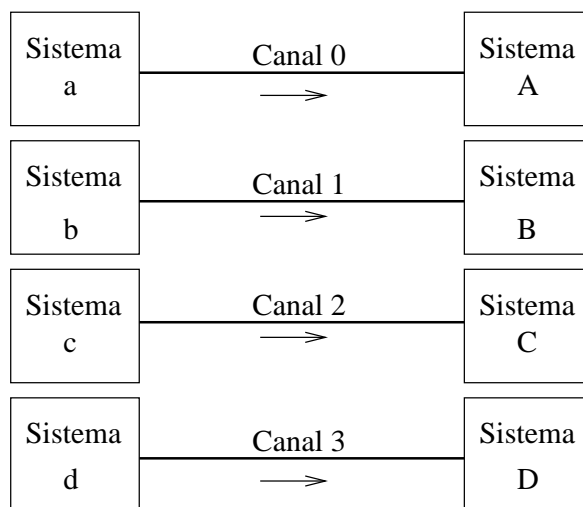 Sistema
a
Canal 0
Sistema
A
Sistema
b
Canal 1
Sistema
B
Sistema
c
Canal 2
Sistema
C
Sistema
d
Canal 3
Sistema
D